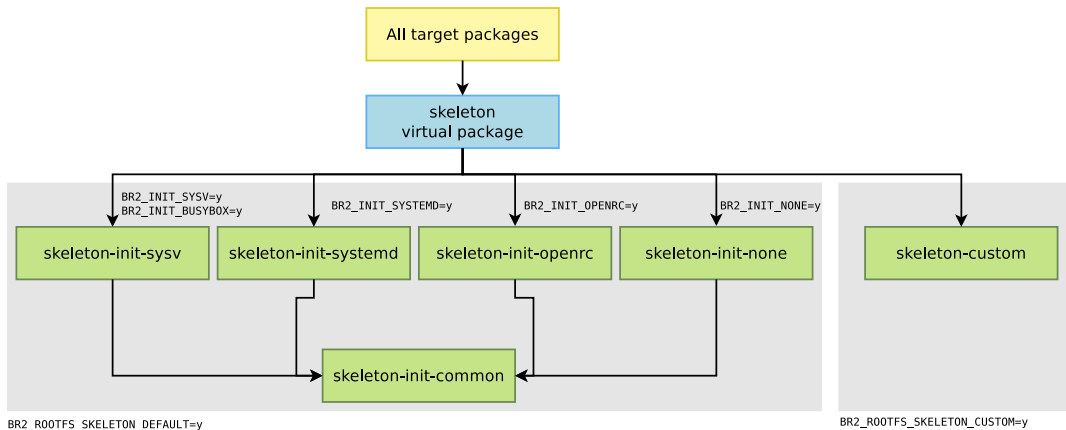 All target packages
skeleton
virtual package
BR2_INIT_SYSV=y
BR2_INIT_BUSYBOX=y
BR2_INIT_SYSTEMD=y
BR2_INIT_OPENRC=y
BR2_INIT_NONE=y
skeleton-init-sysv
skeleton-init-systemd
skeleton-init-openrc
skeleton-init-none
skeleton-custom
skeleton-init-common
BR2_ROOTFS_SKELETON_DEFAULT=y
BR2_ROOTFS_SKELETON_CUSTOM=y